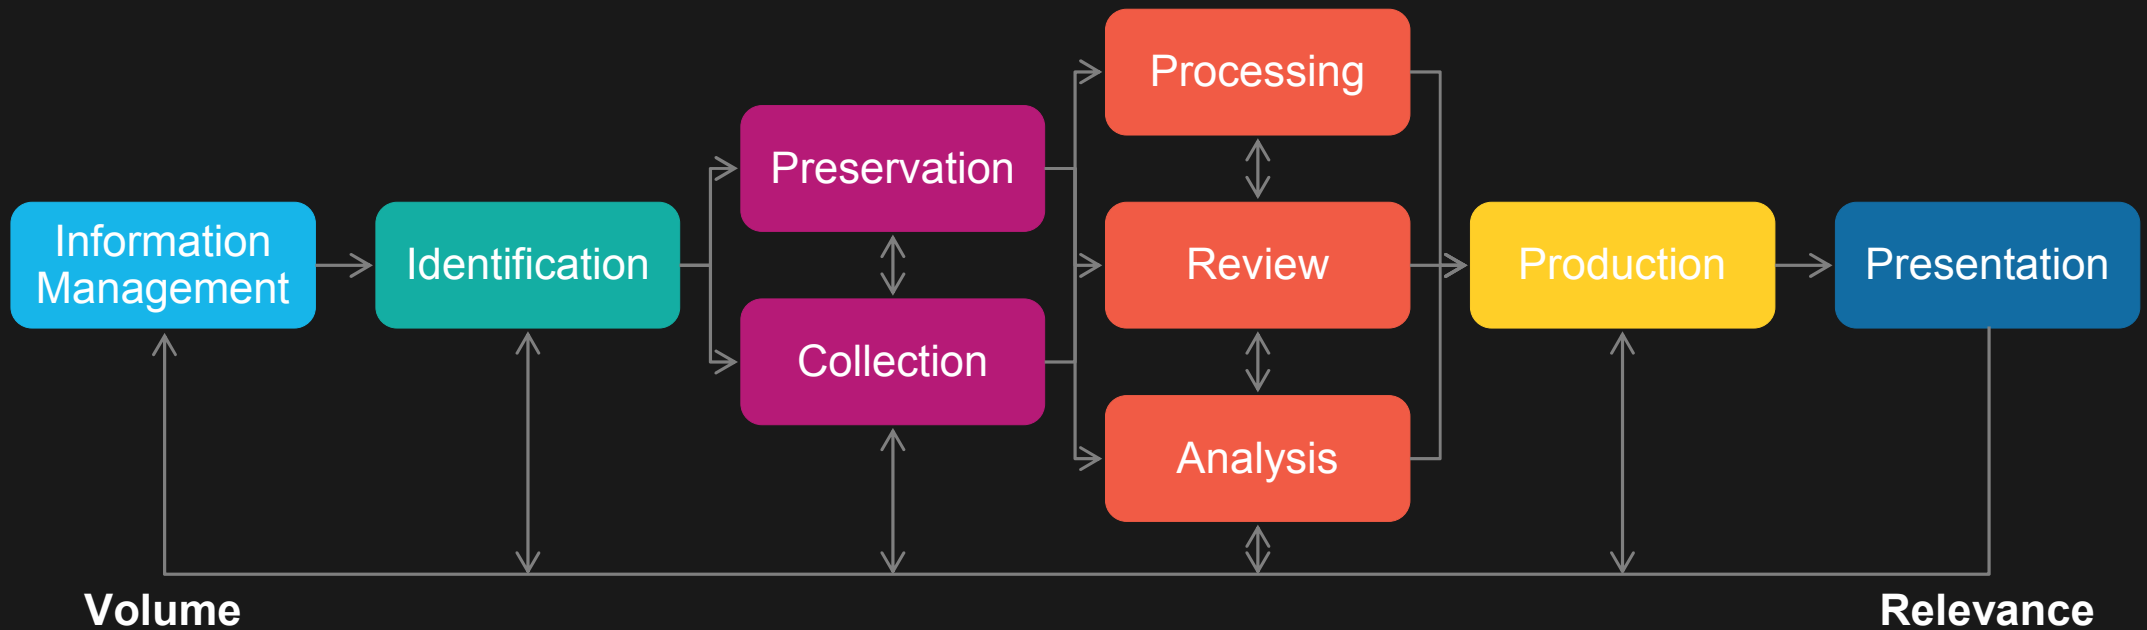 Information
Management
Identification
Preservation
Collection
Processing
Review
Analysis
Production
Presentation
Volume
Relevance